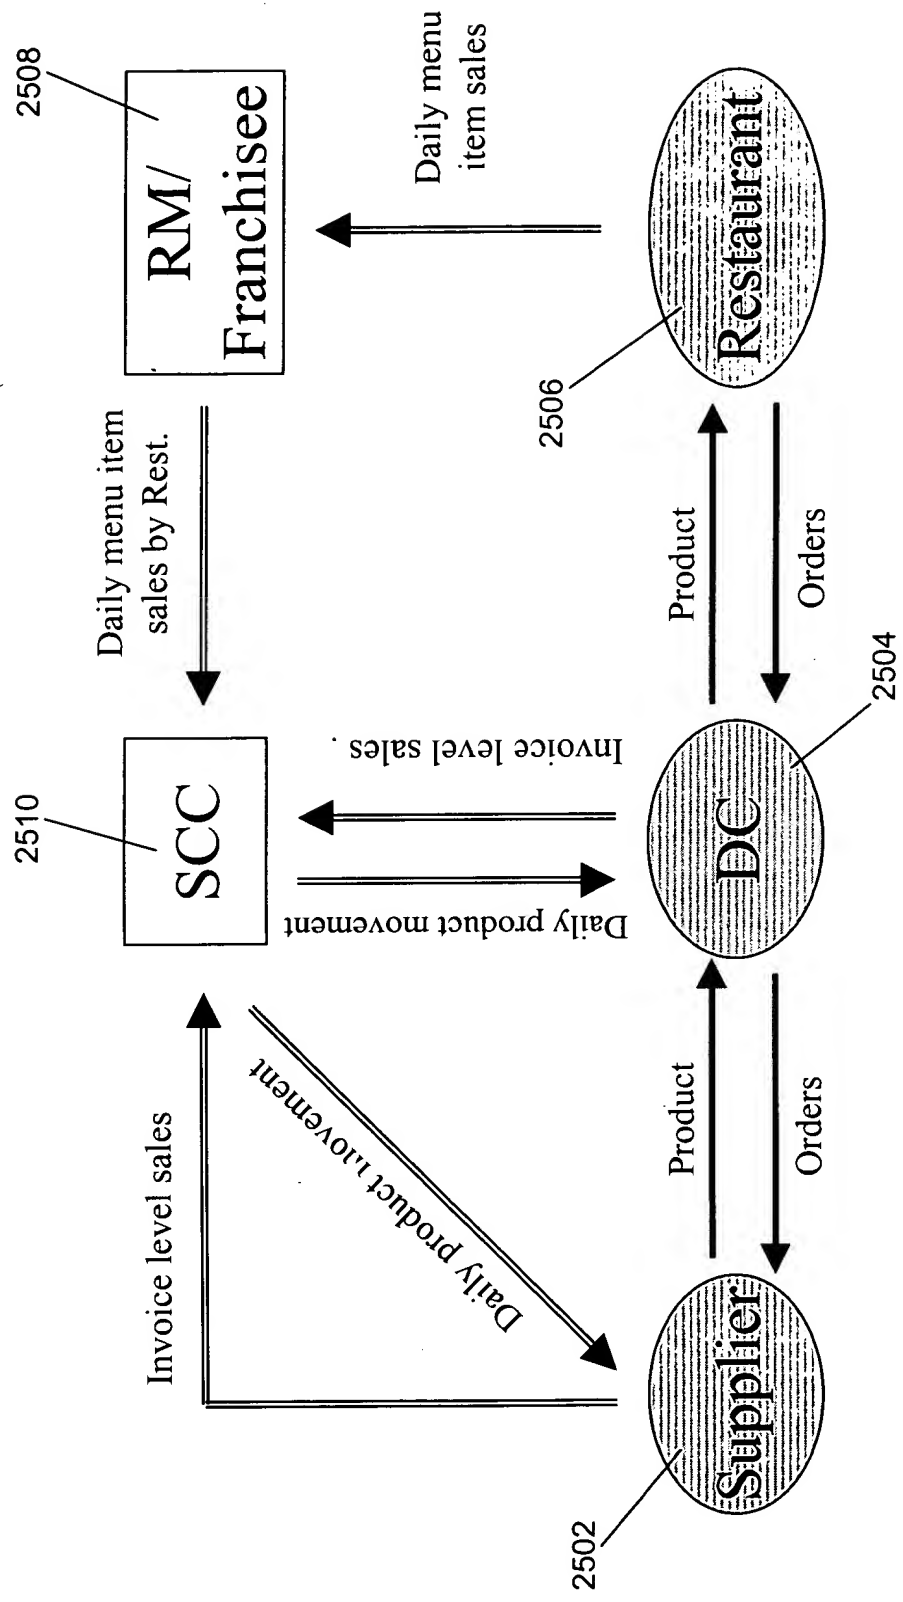 2510
2508
SCC
RM/
Franchisee
Invoice level sales
Daily menu item
sales by Rest.
Daily product movement
Daily product movement
Invoice level sales
Daily menu
item sales
2502
Supplier
Product
Orders
DC
2504
Product
Orders
2506
Restaurant